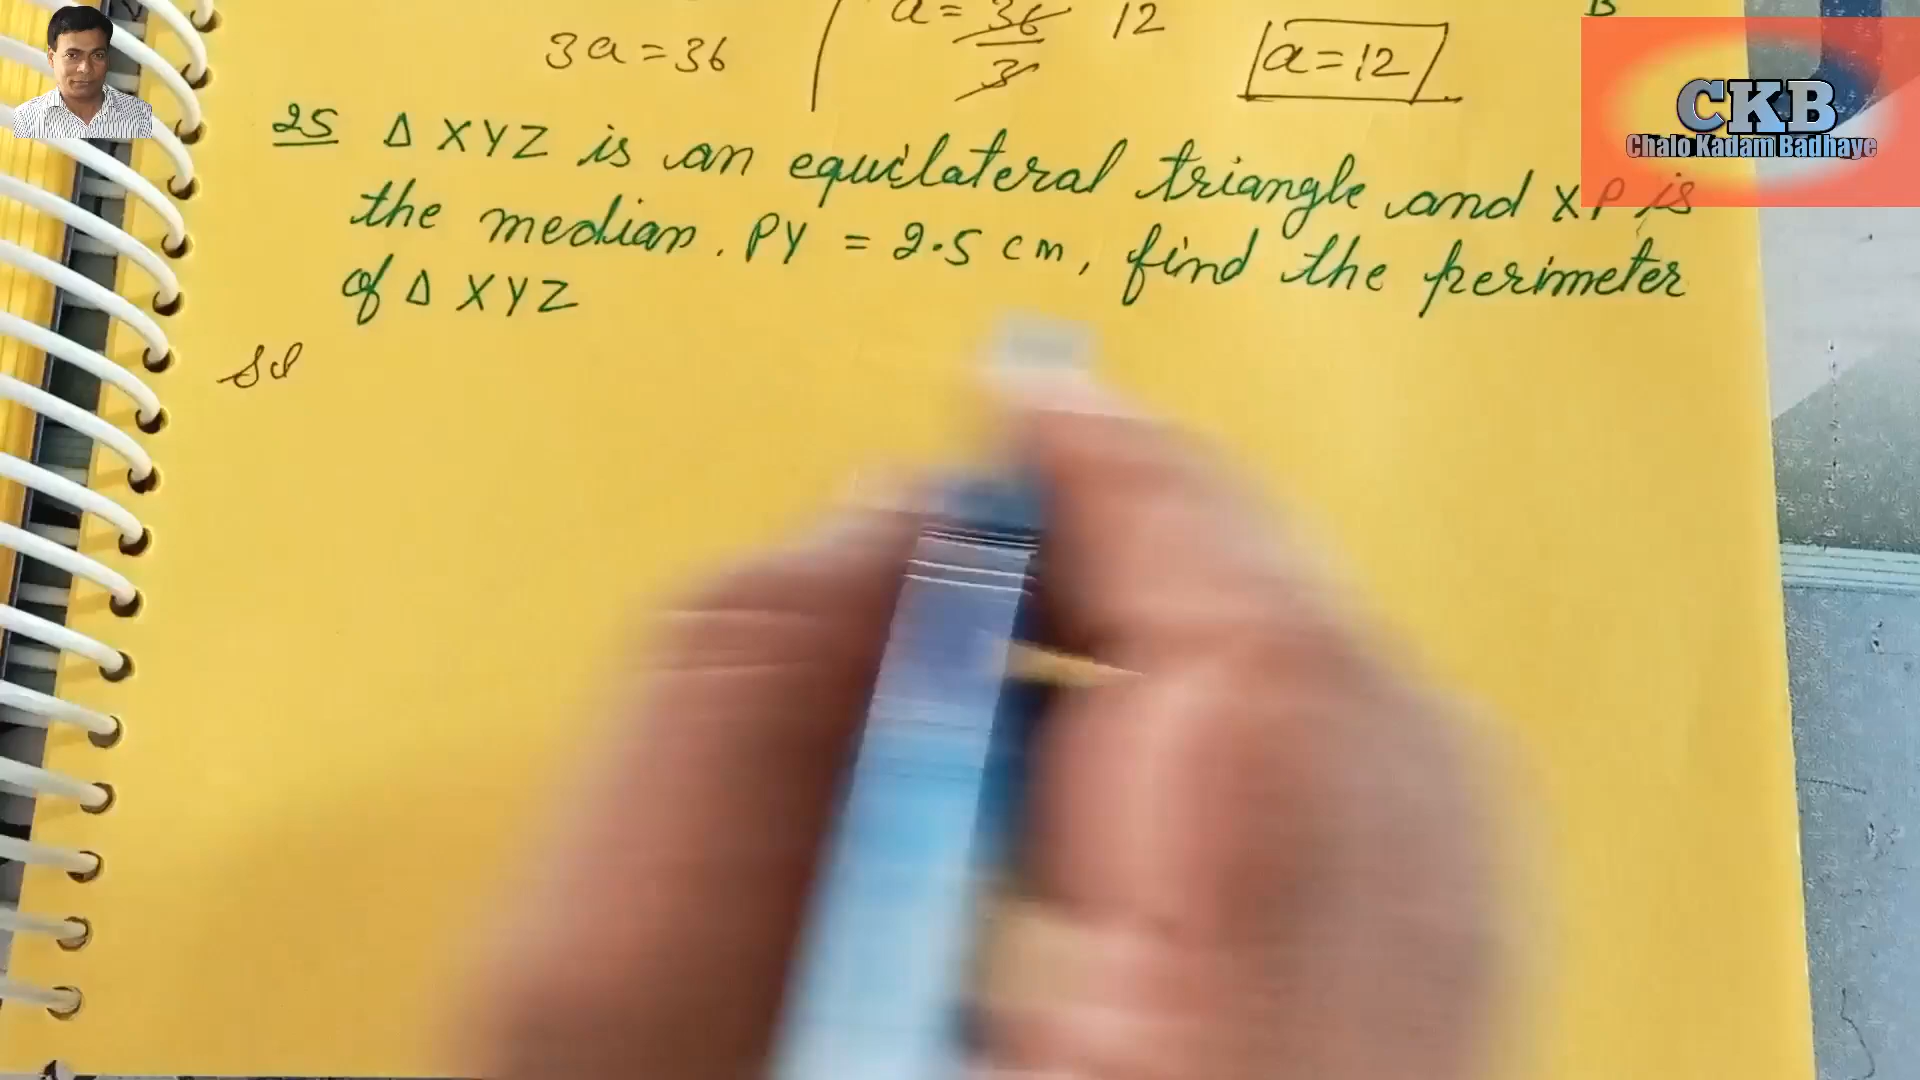 3a = 36
a = 36/3 12
a = 12
B
CKB
Chalo Kadam Badhaye
25 Δ XYZ is an equilateral triangle and XP is
the median. PY = 2.5 cm, find the perimeter
of Δ XYZ
Sol